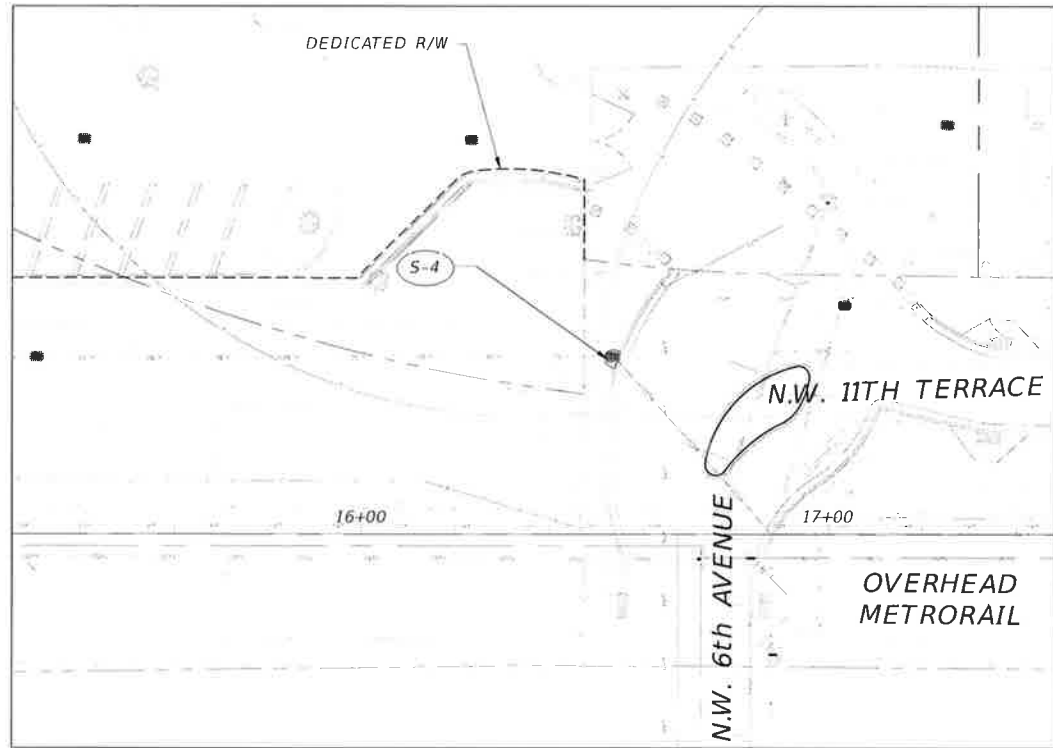 DEDICATED R/W
S-4
N.W. 11TH TERRACE
16+00
17+00
N.W. 6th AVENUE
OVERHEAD
METRORAIL